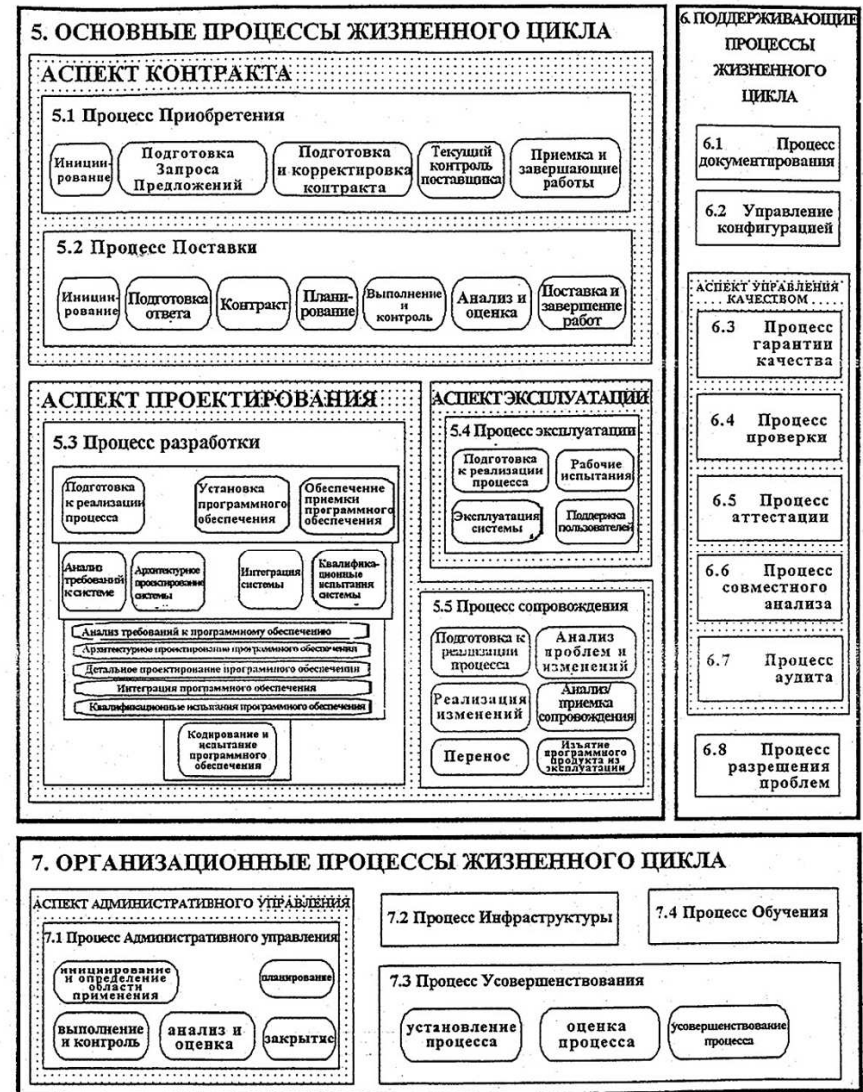 5. ОСНОВНЫЕ ПРОЦЕССЫ ЖИЗНЕННОГО ЦИКЛА
АСПЕКТ КОНТРАКТА
5.1 Процесс Приобретения
Иниции-
рование
Подготовка
Запроса
Предложений
Подготовка
и корректировка
контракта
Текущий
контроль
поставщика
Приемка и
завершающие
работы
5.2 Процесс Поставки
Иниции-
рование
Подготовка
ответа
Контракт
Плани-
рование
Выполнение
и
контроль
Анализ и
оценка
Поставка и
завершение
работ
АСПЕКТ ПРОЕКТИРОВАНИЯ
5.3 Процесс разработки
Подготовка
к реализации
процесса
Установка
программного
обеспечения
Обеспечение
приемки
программного
обеспечения
Анализ
требований
к системе
Архитектурное
проектирование
системы
Интеграция
системы
Квалифика-
ционные
испытания
системы
Анализ требований к программному обеспечению
Архитектурное проектирование программного обеспечения
Детальное проектирование программного обеспечения
Интеграция программного обеспечения
Квалификационные испытания программного обеспечения
Кодирование и
испытание
программного
обеспечения
АСПЕКТ ЭКСПЛУАТАЦИИ
5.4 Процесс эксплуатации
Подготовка
к реализации
процесса
Рабочие
испытания
Эксплуатация
системы
Поддержка
пользователей
5.5 Процесс сопровождения
Подготовка к
реализации
процесса
Анализ
проблем и
изменений
Реализация
изменений
Анализ/
приемка
сопровождения
Перенос
Изъятие
программного
продукта из
эксплуатации
6. ПОДДЕРЖИВАЮЩИЕ
ПРОЦЕССЫ
ЖИЗНЕННОГО
ЦИКЛА
6.1 Процесс
документирования
6.2 Управление
конфигурацией
АСПЕКТ УПРАВЛЕНИЯ
КАЧЕСТВОМ
6.3 Процесс
гарантии
качества
6.4 Процесс
проверки
6.5 Процесс
аттестации
6.6 Процесс
совместного
анализа
6.7 Процесс
аудита
6.8 Процесс
разрешения
проблем
7. ОРГАНИЗАЦИОННЫЕ ПРОЦЕССЫ ЖИЗНЕННОГО ЦИКЛА
АСПЕКТ АДМИНИСТРАТИВНОГО УПРАВЛЕНИЯ
7.1 Процесс Административного управления
инициирование
и определение
области
применения
планирование
выполнение
и контроль
анализ и
оценка
закрытие
7.2 Процесс Инфраструктуры
7.4 Процесс Обучения
7.3 Процесс Усовершенствования
установление
процесса
оценка
процесса
усовершенствование
процесса